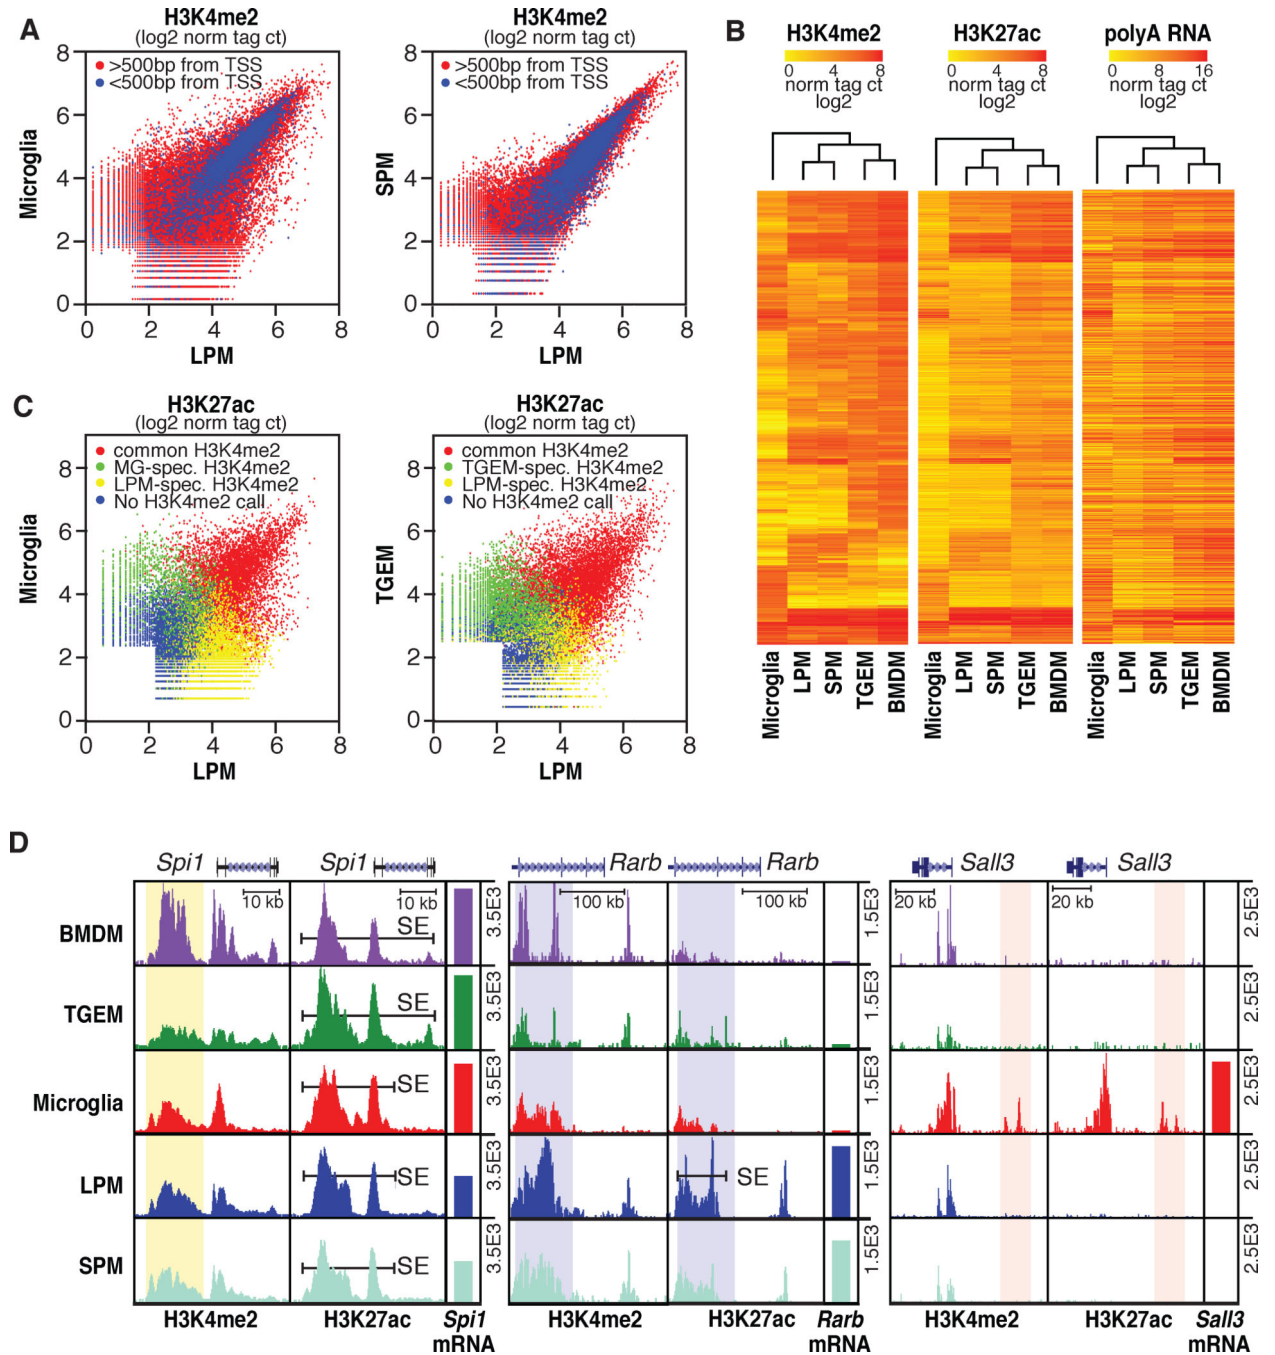 A
H3K4me2
(log2 norm tag ct)
>500bp from TSS
<500bp from TSS
Microglia
8
6
4
2
0
0 2 4 6 8
LPM
H3K4me2
(log2 norm tag ct)
>500bp from TSS
<500bp from TSS
SPM
8
6
4
2
0
0 2 4 6 8
LPM
B
H3K4me2
0 8
norm tag ct
log2
H3K27ac
0 8
norm tag ct
log2
polyA RNA
0 8 16
norm tag ct
log2
Microglia
LPM
SPM
TGEM
BMDM
Microglia
LPM
SPM
TGEM
BMDM
Microglia
LPM
SPM
TGEM
BMDM
C
H3K27ac
(log2 norm tag ct)
common H3K4me2
MG-spec. H3K4me2
LPM-spec. H3K4me2
No H3K4me2 call
Microglia
8
6
4
2
0
0 2 4 6 8
LPM
H3K27ac
(log2 norm tag ct)
common H3K4me2
TGEM-spec. H3K4me2
LPM-spec. H3K4me2
No H3K4me2 call
TGEM
8
6
4
2
0
0 2 4 6 8
LPM
D
Spi1 Spi1 Rarb Rarb Sall3 Sall3
10 kb 10 kb 100 kb 100 kb 20 kb 20 kb
BMDM SE 3.5E3 1.5E3 2.5E3
TGEM SE 3.5E3 1.5E3 2.5E3
Microglia SE 3.5E3 1.5E3 2.5E3
LPM SE 3.5E3 SE 1.5E3 2.5E3
SPM SE 3.5E3 1.5E3 2.5E3
H3K4me2 H3K27ac Spi1 H3K4me2 H3K27ac Rarb H3K4me2 H3K27ac Sall3
mRNA mRNA mRNA